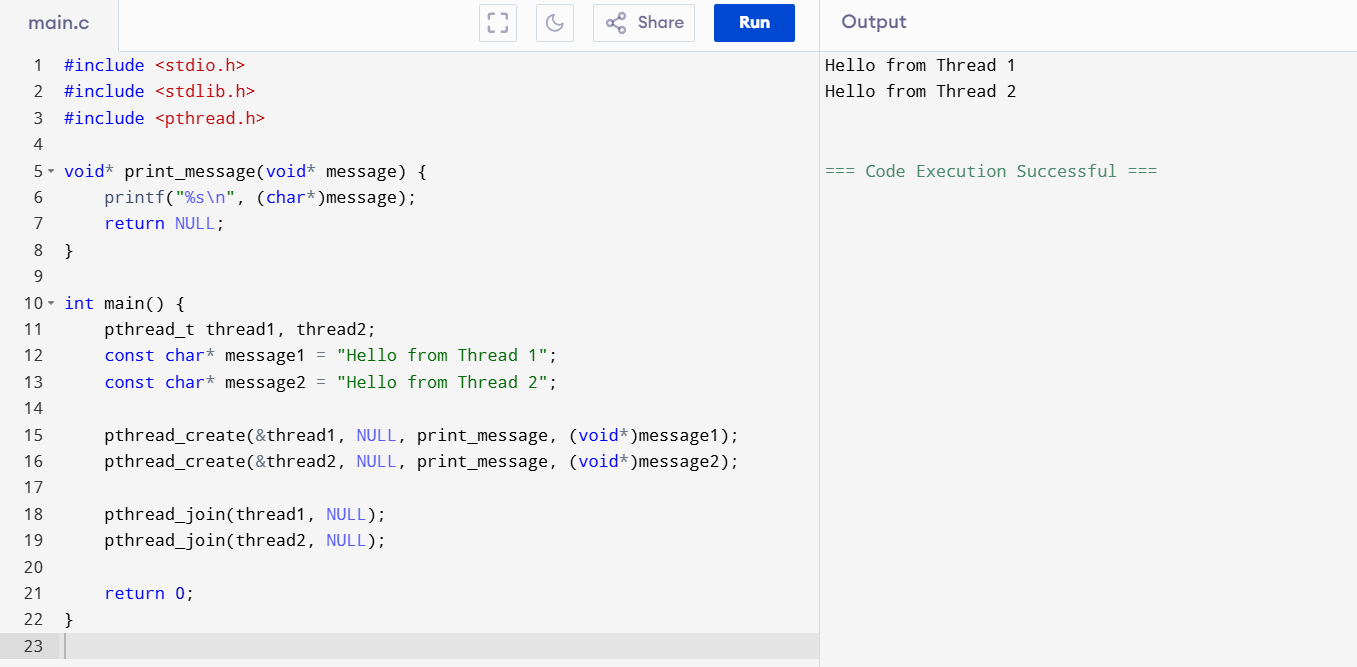 main.c
Share
Run
Output
1 #include <stdio.h>
2 #include <stdlib.h>
3 #include <pthread.h>
4
5 void* print_message(void* message) {
6     printf("%s\n", (char*)message);
7     return NULL;
8 }
9
10 int main() {
11     pthread_t thread1, thread2;
12     const char* message1 = "Hello from Thread 1";
13     const char* message2 = "Hello from Thread 2";
14
15     pthread_create(&thread1, NULL, print_message, (void*)message1);
16     pthread_create(&thread2, NULL, print_message, (void*)message2);
17
18     pthread_join(thread1, NULL);
19     pthread_join(thread2, NULL);
20
21     return 0;
22 }
23
Hello from Thread 1
Hello from Thread 2
=== Code Execution Successful ===